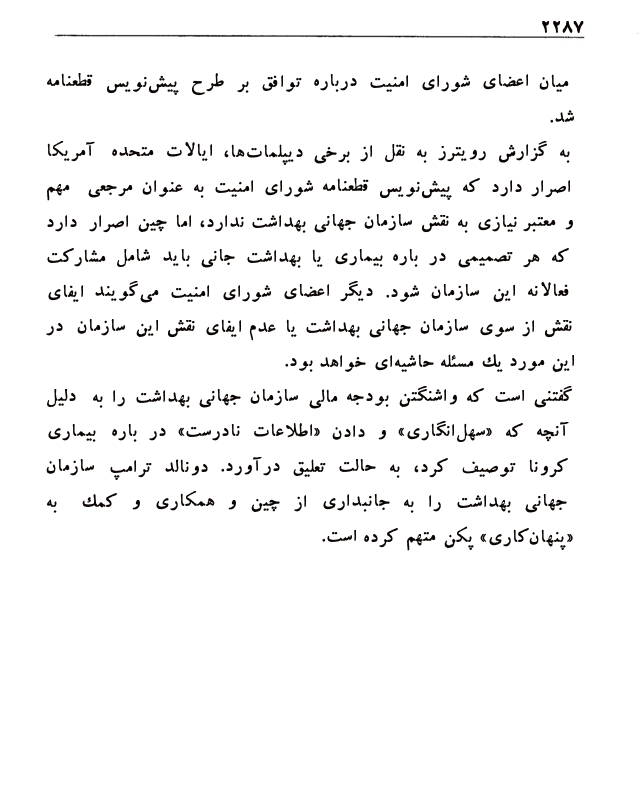 ۲۲۸۷
میان اعضای شورای امنیت درباره توافق بر طرح پیش‌نویس قطعنامه
شد.
به گزارش رویترز به نقل از برخی دیپلمات‌ها، ایالات متحده آمریکا
اصرار دارد که پیش‌نویس قطعنامه شورای امنیت به عنوان مرجعی مهم
و معتبر نیازی به نقش سازمان جهانی بهداشت ندارد، اما چین اصرار دارد
که هر تصمیمی در باره بیماری یا بهداشت جانی باید شامل مشارکت
فعالانه این سازمان شود. دیگر اعضای شورای امنیت می‌گویند ایفای
نقش از سوی سازمان جهانی بهداشت یا عدم ایفای نقش این سازمان در
این مورد یك مسئله حاشیه‌ای خواهد بود.
گفتنی است که واشنگتن بودجه مالی سازمان جهانی بهداشت را به دلیل
آنچه که «سهل‌انگاری» و دادن «اطلاعات نادرست» در باره بیماری
کرونا توصیف کرد، به حالت تعلیق درآورد. دونالد ترامپ سازمان
جهانی بهداشت را به جانبداری از چین و همکاری و کمك به
«پنهان‌کاری» پکن متهم کرده است.